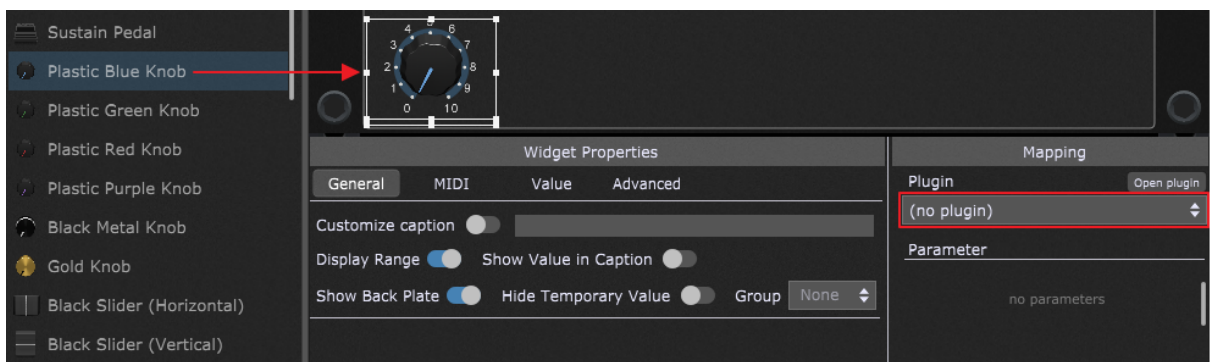 Sustain Pedal
Plastic Blue Knob
Plastic Green Knob
Plastic Red Knob
Plastic Purple Knob
Black Metal Knob
Gold Knob
Black Slider (Horizontal)
Black Slider (Vertical)
0 1 2 3 4 5 6 7 8 9 10
Widget Properties
General MIDI Value Advanced
Customize caption
Display Range Show Value in Caption
Show Back Plate Hide Temporary Value Group None
Mapping
Plugin Open plugin
(no plugin)
Parameter
no parameters